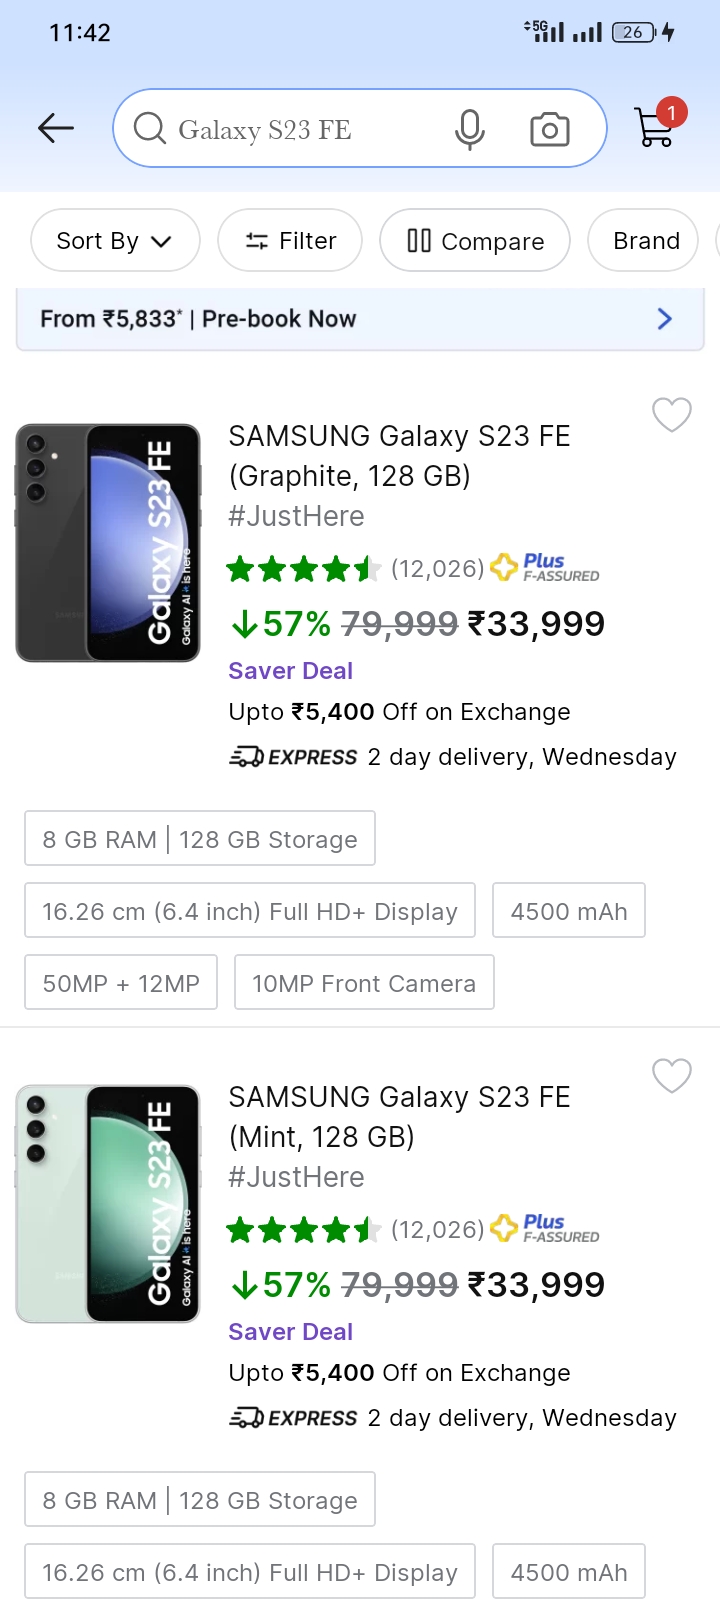 11:42
5G
26
Galaxy S23 FE
1
Sort By
Filter
Compare
Brand
From ₹5,833* | Pre-book Now
SAMSUNG Galaxy S23 FE
(Graphite, 128 GB)
#JustHere
(12,026) Plus F-ASSURED
57% 79,999 ₹33,999
Saver Deal
Upto ₹5,400 Off on Exchange
EXPRESS 2 day delivery, Wednesday
Galaxy S23 FE
Galaxy AI is here
SAMSUNG
8 GB RAM | 128 GB Storage
16.26 cm (6.4 inch) Full HD+ Display
4500 mAh
50MP + 12MP
10MP Front Camera
SAMSUNG Galaxy S23 FE
(Mint, 128 GB)
#JustHere
(12,026) Plus F-ASSURED
57% 79,999 ₹33,999
Saver Deal
Upto ₹5,400 Off on Exchange
EXPRESS 2 day delivery, Wednesday
Galaxy S23 FE
Galaxy AI is here
SAMSUNG
8 GB RAM | 128 GB Storage
16.26 cm (6.4 inch) Full HD+ Display
4500 mAh